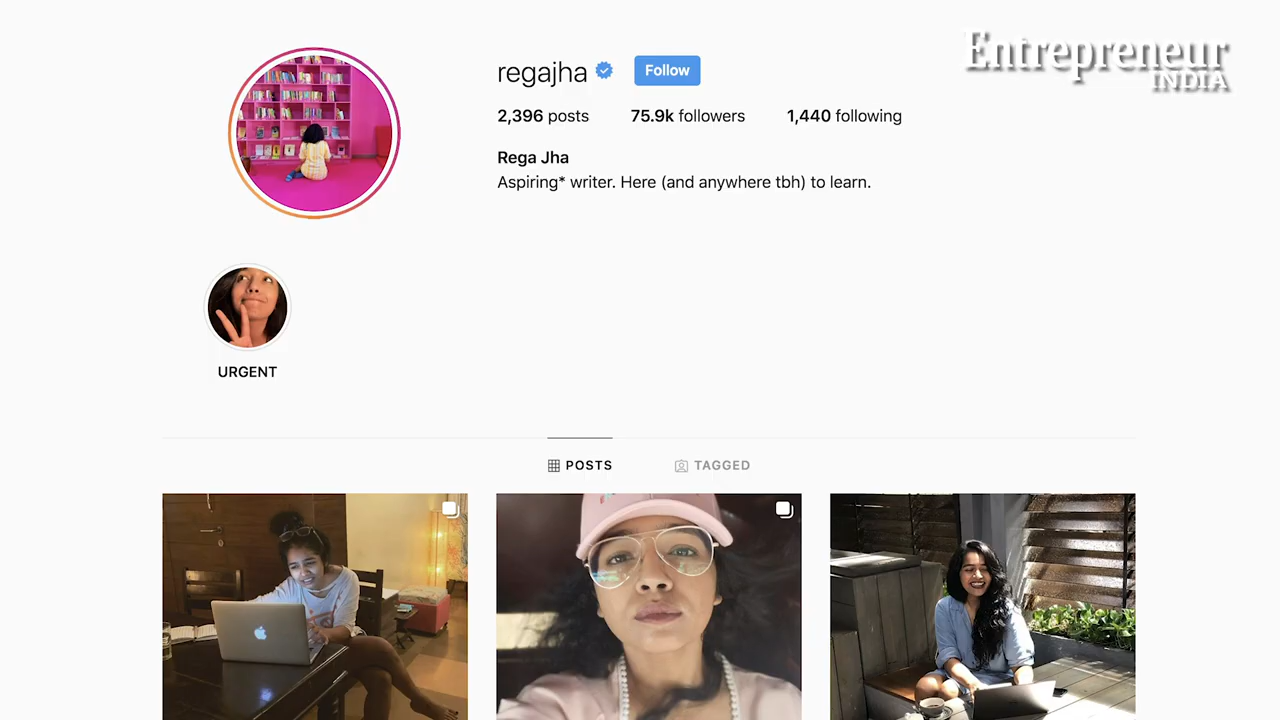 Entrepreneur
INDIA
regajha Follow
2,396 posts 75.9k followers 1,440 following
Rega Jha
Aspiring* writer. Here (and anywhere tbh) to learn.
URGENT
POSTS TAGGED